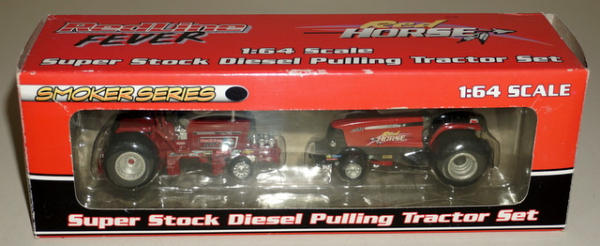 RedLine FEVER
Red HORSE
1:64 Scale
Super Stock Diesel Pulling Tractor Set
SMOKER SERIES
1:64 SCALE
Red HORSE
Super Stock Diesel Pulling Tractor Set